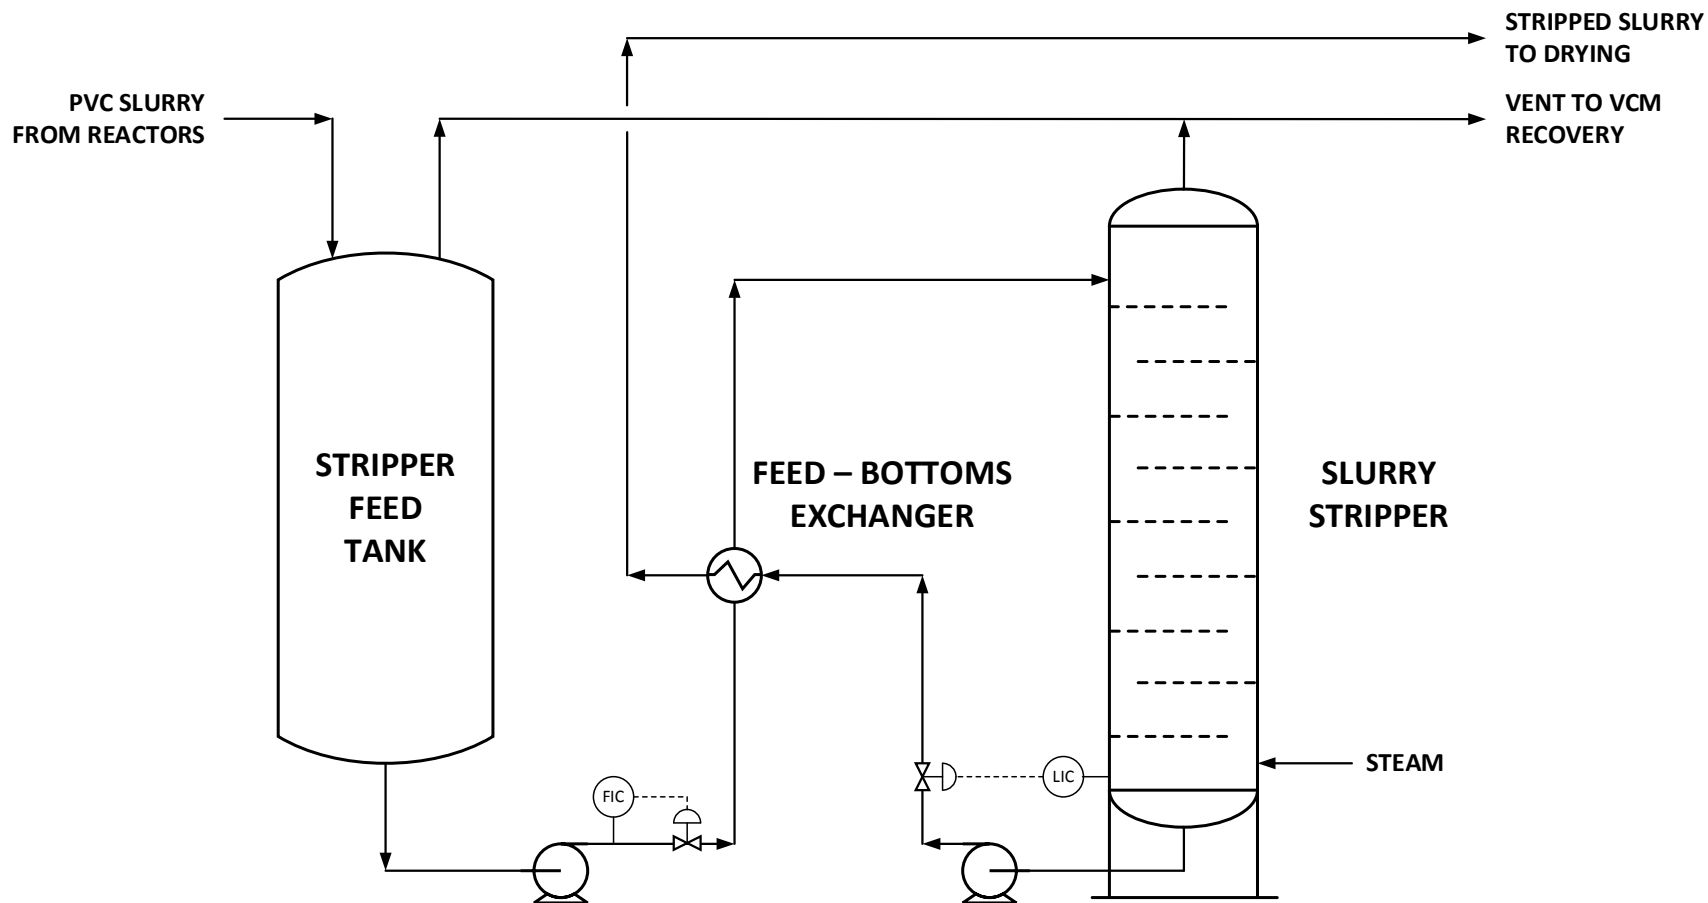 STRIPPED SLURRY
TO DRYING
PVC SLURRY
FROM REACTORS
VENT TO VCM
RECOVERY
STRIPPER
FEED
TANK
FEED – BOTTOMS
EXCHANGER
SLURRY
STRIPPER
STEAM
FIC
LIC